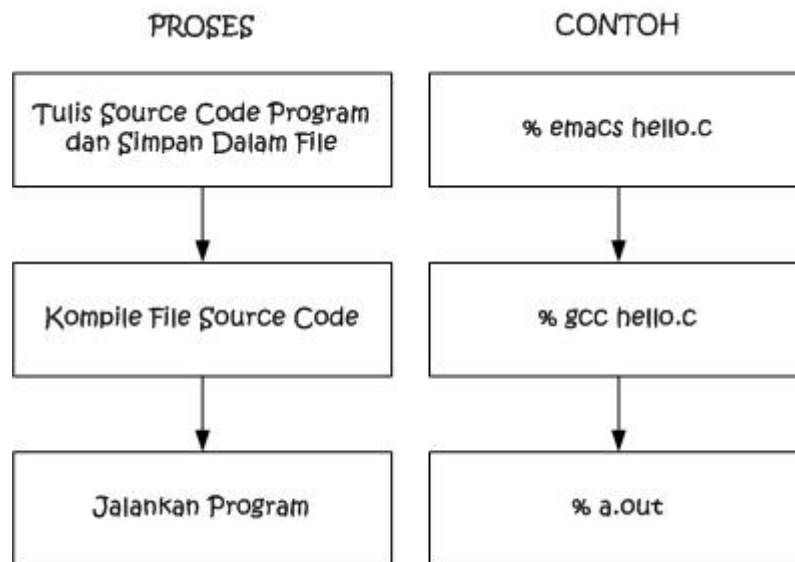 PROSES
CONTOH
Tulis Source Code Program
dan Simpan Dalam File
% emacs hello.c
Kompile File Source Code
% gcc hello.c
Jalankan Program
% a.out